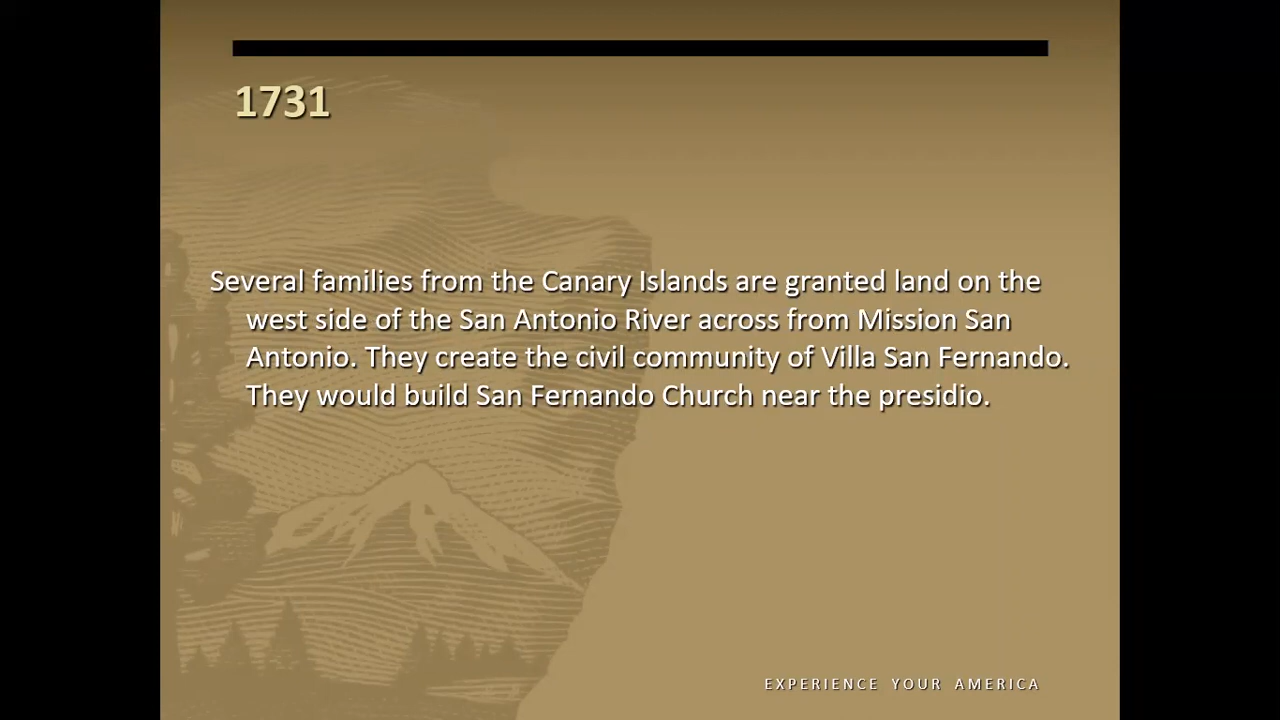 1731
Several families from the Canary Islands are granted land on the
west side of the San Antonio River across from Mission San
Antonio. They create the civil community of Villa San Fernando.
They would build San Fernando Church near the presidio.
EXPERIENCE YOUR AMERICA